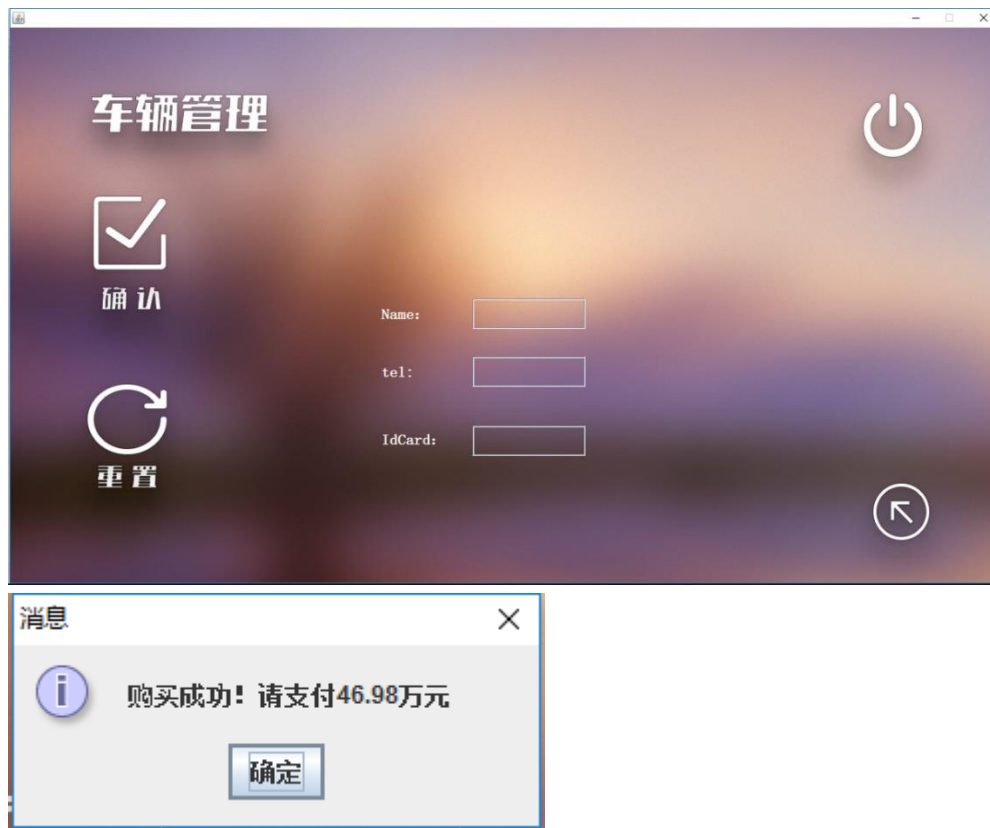 车辆管理
确认
Name:
tel:
IdCard:
重置
消息
购买成功！请支付46.98万元
确定